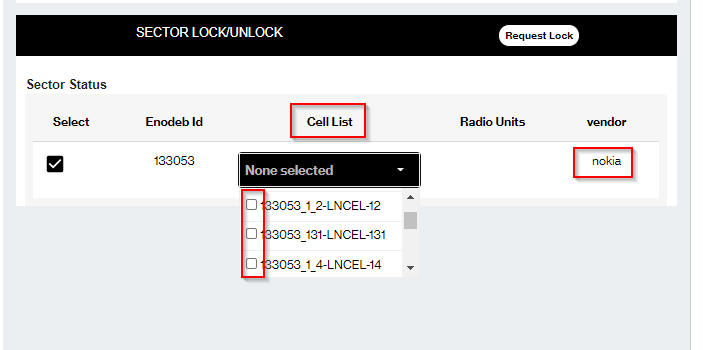 SECTOR LOCK/UNLOCK
Request Lock
Sector Status
Select Enodeb Id Cell List Radio Units vendor
133053 None selected nokia
133053_1_2-LNCEL-12
133053_131-LNCEL-131
133053_1_4-LNCEL-14